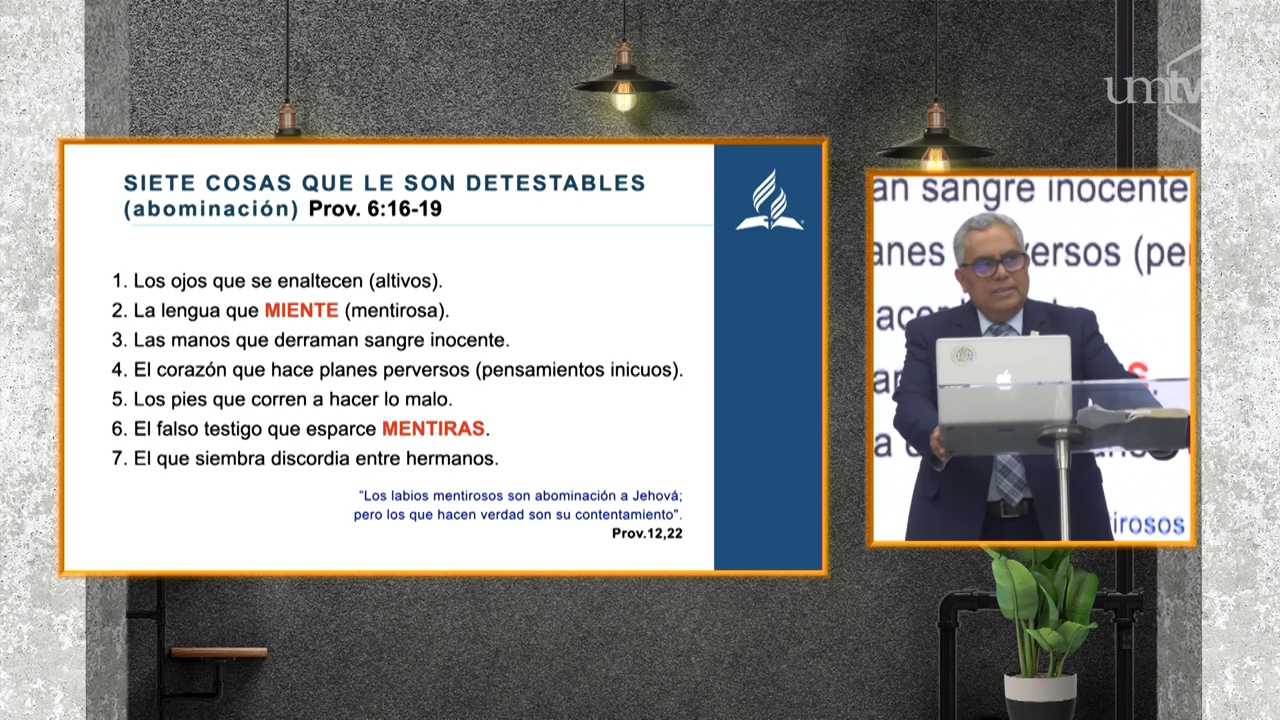 umtv
SIETE COSAS QUE LE SON DETESTABLES
(abominación) Prov. 6:16-19
1. Los ojos que se enaltecen (altivos).
2. La lengua que MIENTE (mentirosa).
3. Las manos que derraman sangre inocente.
4. El corazón que hace planes perversos (pensamientos inicuos).
5. Los pies que corren a hacer lo malo.
6. El falso testigo que esparce MENTIRAS.
7. El que siembra discordia entre hermanos.
"Los labios mentirosos son abominación a Jehová;
pero los que hacen verdad son su contentamiento".
Prov.12,22
an sangre inocente
anes versos (pe
S.
irosos